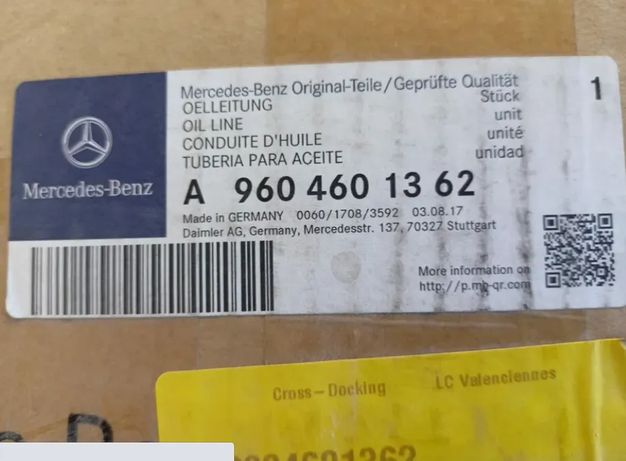 Mercedes-Benz Original-Teile/Geprüfte Qualität
OELLEITUNG Stück 1
OIL LINE unit
CONDUITE D'HUILE unité
TUBERIA PARA ACEITE unidad
Mercedes-Benz
A 960 460 13 62
Made in GERMANY 0060/1708/3592 03.08.17
Daimler AG, Germany, Mercedesstr. 137, 70327 Stuttgart
More information on
http://p.mb-qr.com
Cross-Docking LC Valenciennes